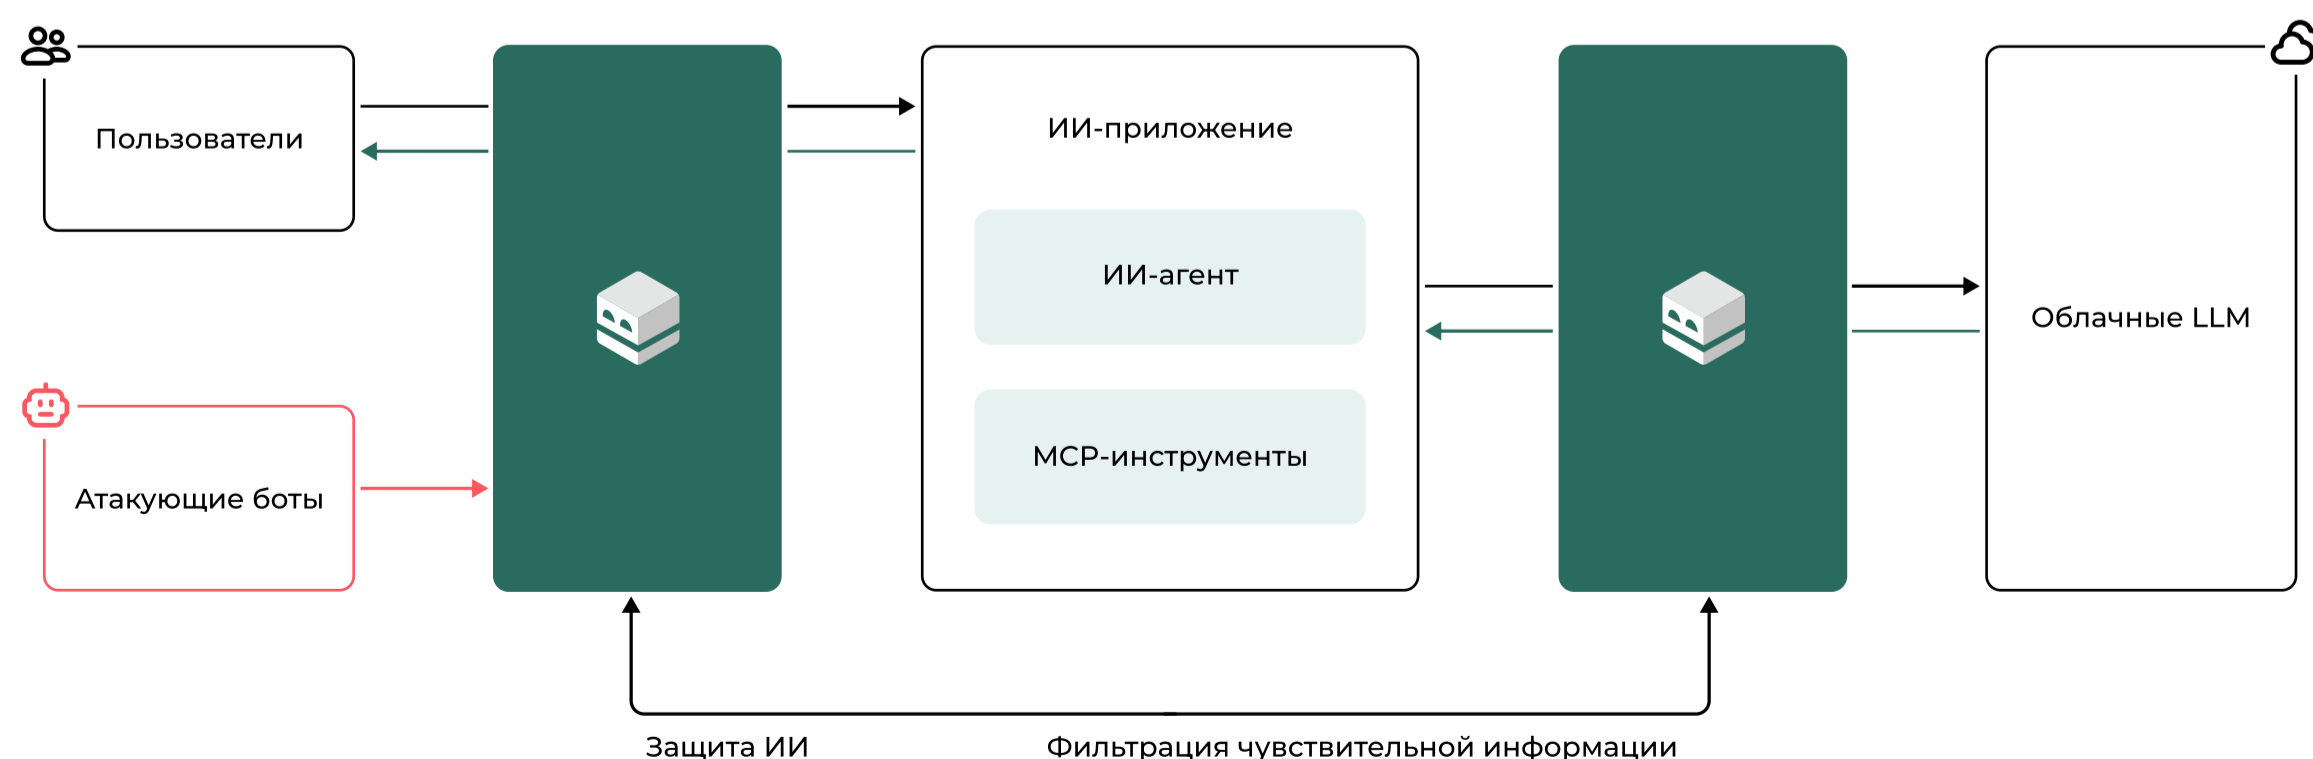 Пользователи
Атакующие боты
ИИ-приложение
ИИ-агент
МСР-инструменты
Облачные LLM
Защита ИИ
Фильтрация чувствительной информации